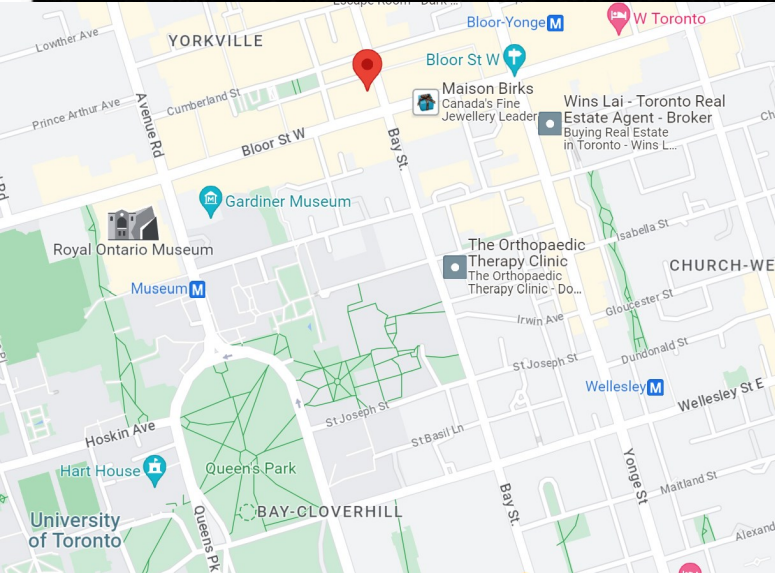 Bloor-Yonge M
W Toronto
Lowther Ave
YORKVILLE
Bloor St W
Maison Birks
Canada's Fine
Jewellery Leader
Wins Lai - Toronto Real
Estate Agent - Broker
Buying Real Estate
in Toronto - Wins L...
Prince Arthur Ave
Cumberland St
Avenue Rd
Bloor St W
Bay St.
Gardiner Museum
Royal Ontario Museum
Isabella St
The Orthopaedic
Therapy Clinic
The Orthopaedic
Therapy Clinic - Do...
CHURCH-WE
Museum M
Gloucester St
Irwin Ave
Dundonald St
St Joseph St
Wellesley M
Wellesley St E
St Joseph St
Hoskin Ave
St Basil Ln
Hart House
Queen's Park
Yonge St
Maitland St
Bay St.
BAY-CLOVERHILL
University
of Toronto
Queens Pk
Alexand